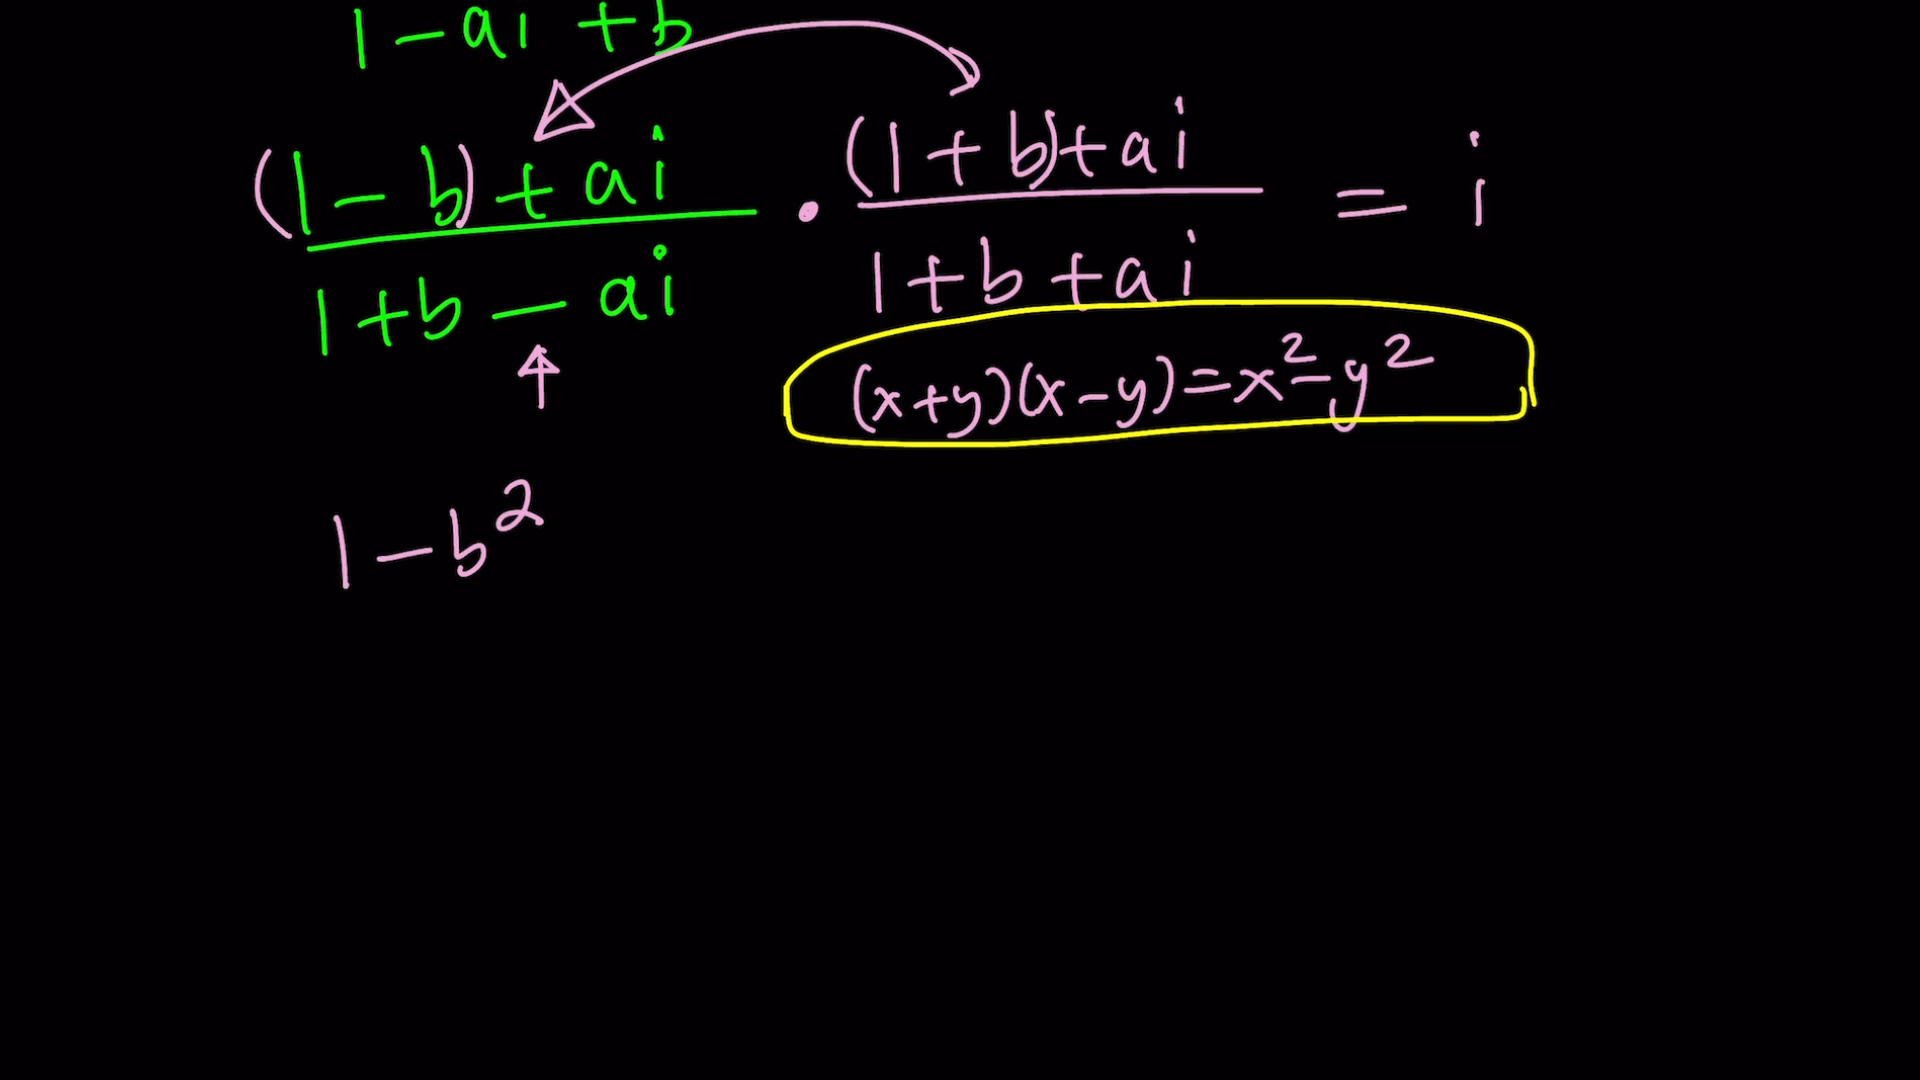 1 - ai + b
(1 - b) + ai / 1 + b - ai · (1 + b) + ai / 1 + b + ai = i
(x+y)(x-y) = x² - y²
1 - b²